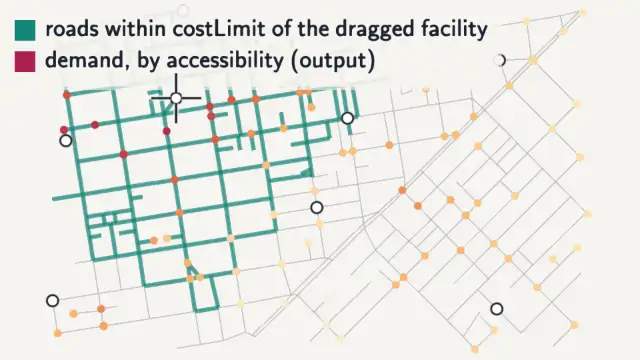 roads within costLimit of the dragged facility
demand, by accessibility (output)